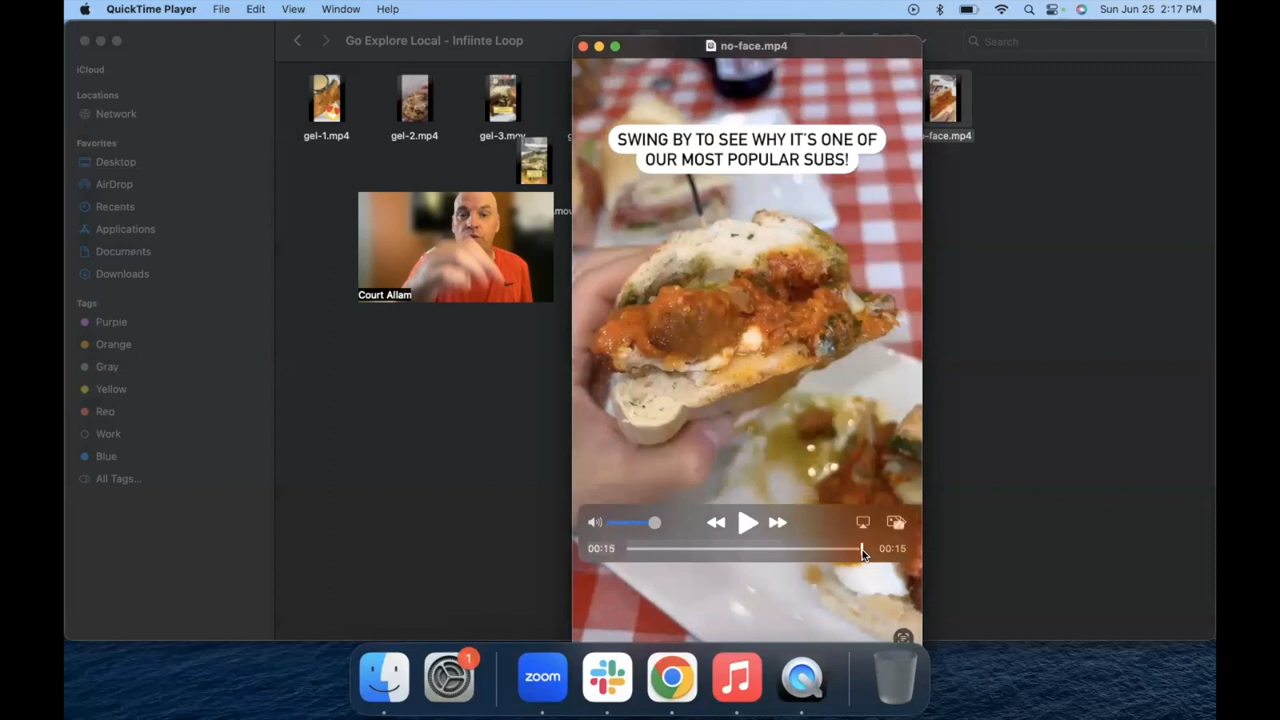 QuickTime Player File Edit View Window Help Sun Jun 25 2:17 PM
Go Explore Local - Infiinte Loop
Search
no-face.mp4
iCloud
Locations
Network
Favorites
Desktop
AirDrop
Recents
Applications
Documents
Downloads
Tags
Purple
Orange
Gray
Yellow
Red
Work
Blue
All Tags...
gel-1.mp4 gel-2.mp4 gel-3.mov
-face.mp4
.mov
Court Allam
SWING BY TO SEE WHY IT'S ONE OF
OUR MOST POPULAR SUBS!
00:15 00:15
1
zoom